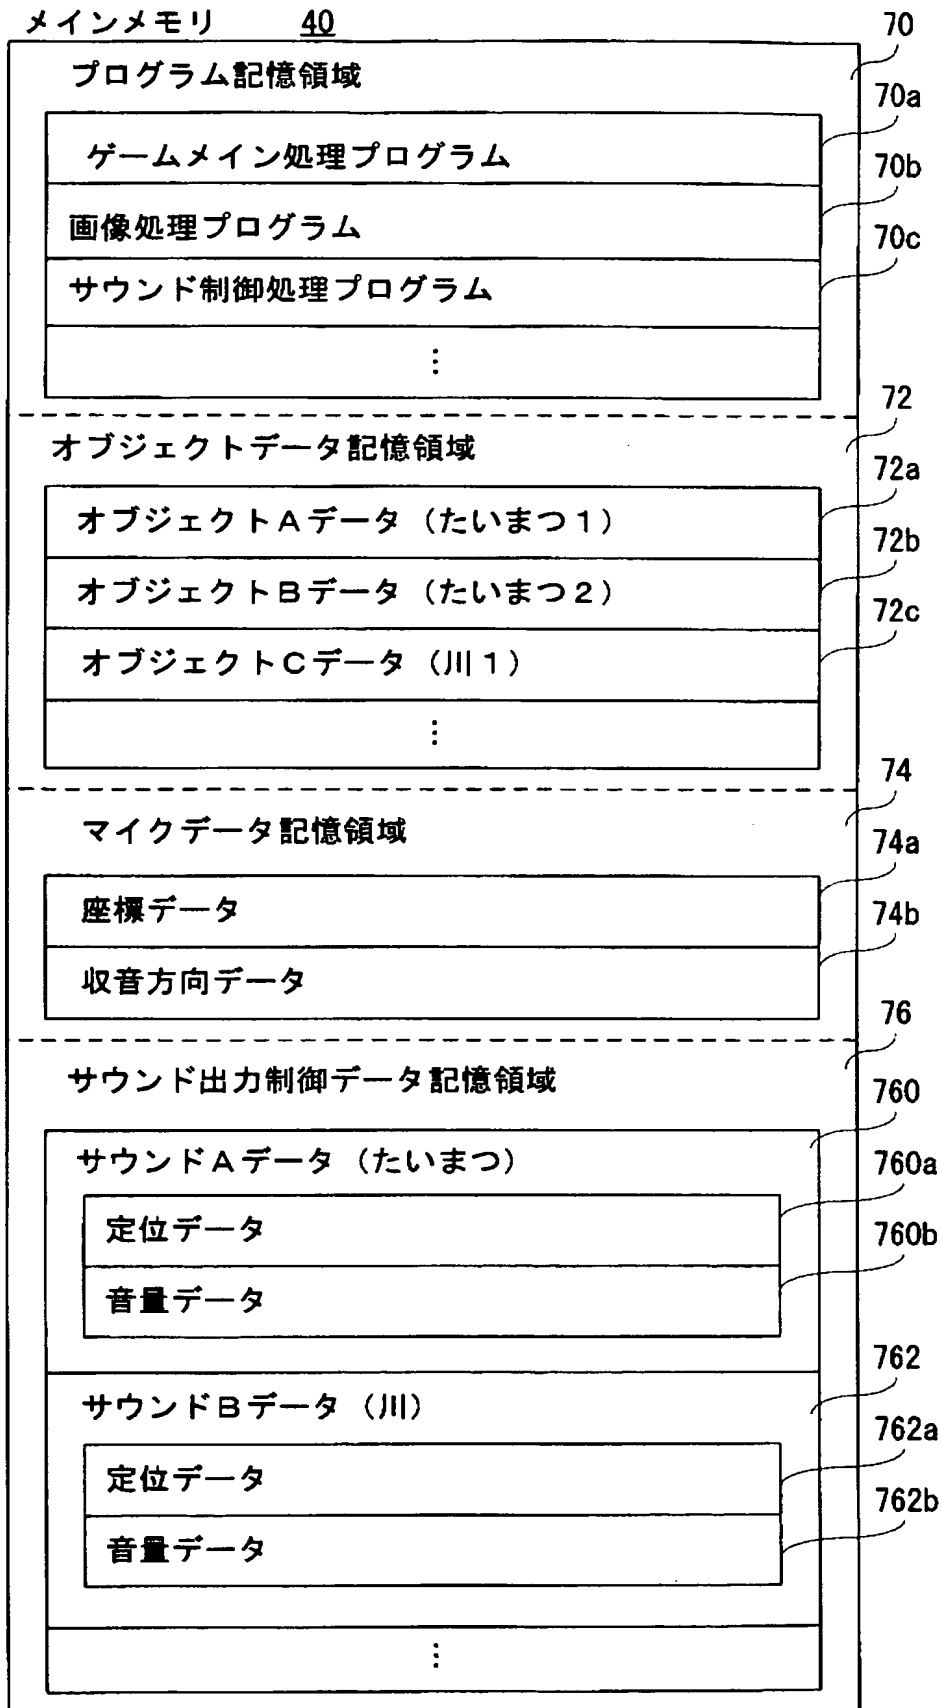 メインメモリ 40
70
プログラム記憶領域
70a
ゲームメイン処理プログラム
70b
画像処理プログラム
70c
サウンド制御処理プログラム
⋮
72
オブジェクトデータ記憶領域
72a
オブジェクトAデータ（たいまつ1）
72b
オブジェクトBデータ（たいまつ2）
72c
オブジェクトCデータ（川1）
⋮
74
マイクデータ記憶領域
74a
座標データ
74b
収音方向データ
76
サウンド出力制御データ記憶領域
760
サウンドAデータ（たいまつ）
760a
定位データ
760b
音量データ
762
サウンドBデータ（川）
762a
定位データ
762b
音量データ
⋮